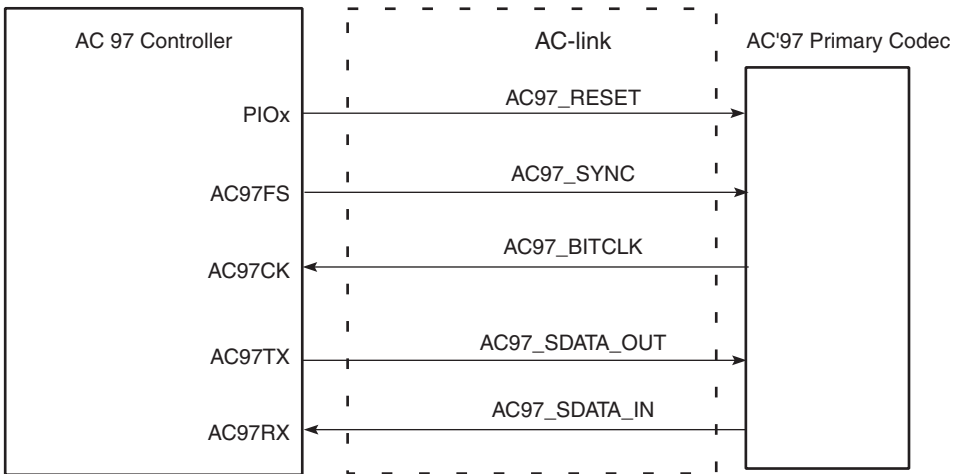 AC 97 Controller
AC-link
AC'97 Primary Codec
PIOx
AC97_RESET
AC97FS
AC97_SYNC
AC97CK
AC97_BITCLK
AC97TX
AC97_SDATA_OUT
AC97RX
AC97_SDATA_IN